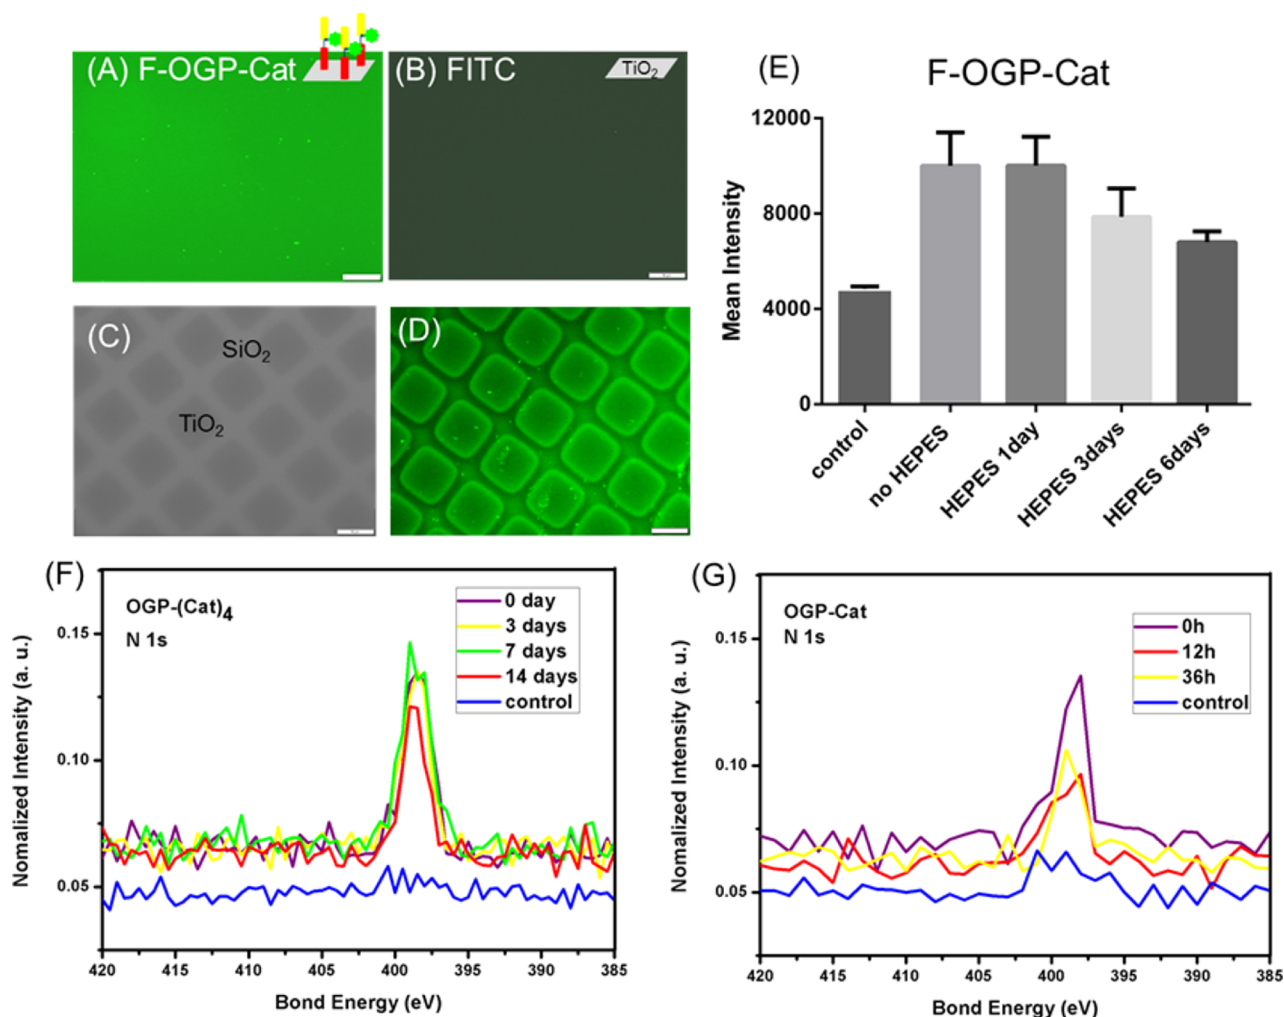 (A) F-OGP-Cat
(B) FITC
TiO2
(C)
SiO2
TiO2
(D)
(E)
F-OGP-Cat
12000
8000
4000
0
Mean Intensity
control
no HEPES
HEPES 1day
HEPES 3days
HEPES 6days
(F)
OGP-(Cat)4
N 1s
0 day
3 days
7 days
14 days
control
0.15
0.10
0.05
Nomalized Intensity (a. u.)
420 415 410 405 400 395 390 385
Bond Energy (eV)
(G)
OGP-Cat
N 1s
0h
12h
36h
control
0.15
0.10
0.05
Nomalized Intensity (a. u.)
420 415 410 405 400 395 390 385
Bond Energy (eV)